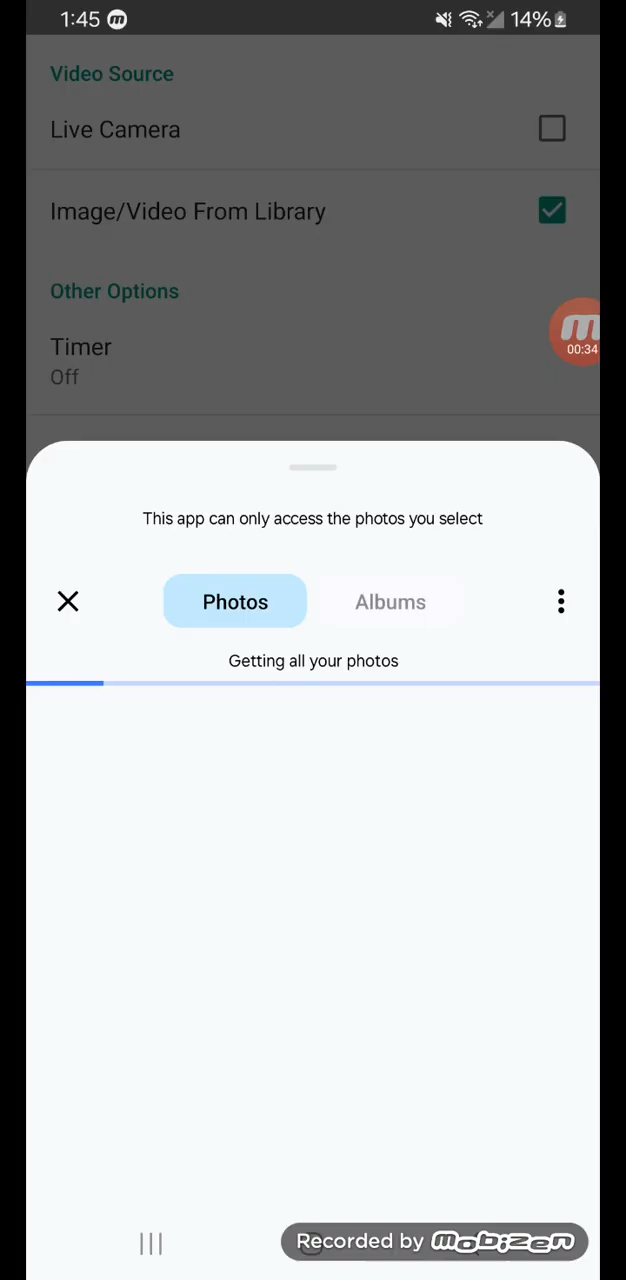 1:45 m 14%
Video Source
Live Camera
Image/Video From Library
Other Options
Timer
00:34
Off
This app can only access the photos you select
Photos Albums
Getting all your photos
Recorded by mobizen